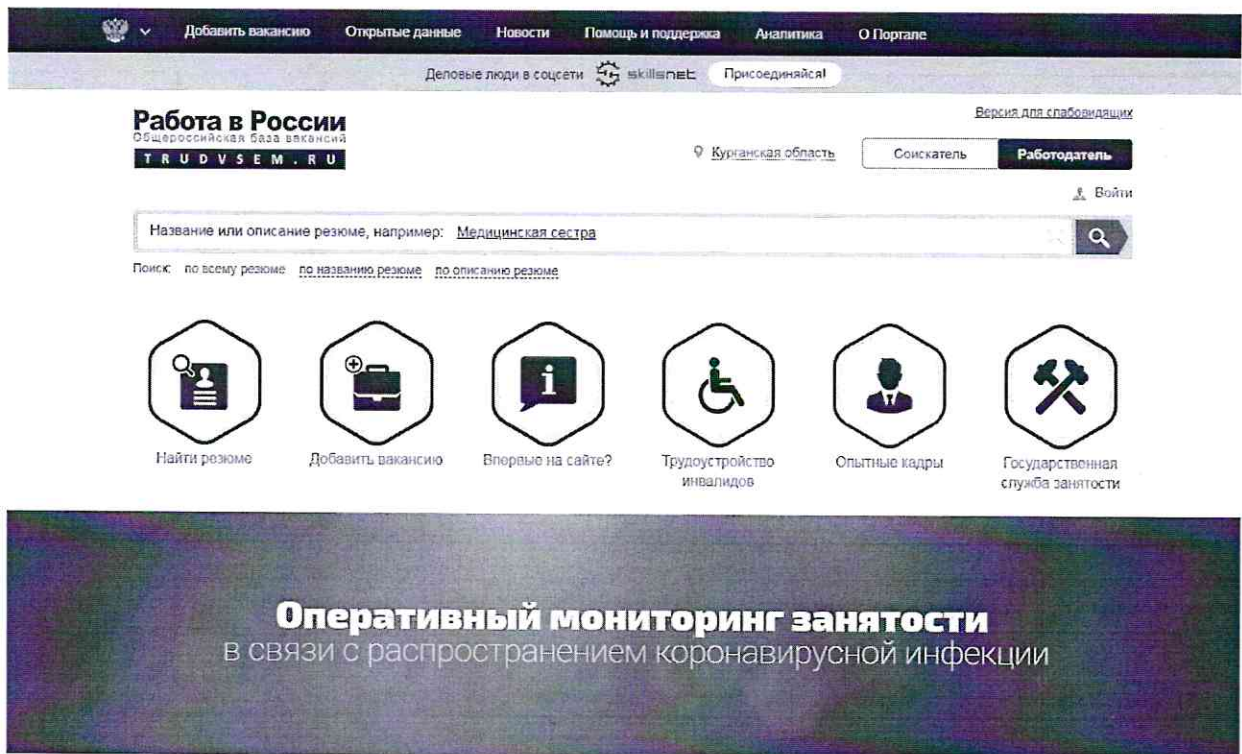 Добавить вакансию Открытые данные Новости Помощь и поддержка Аналитика О Портале
Деловые люди в соцсети skillsnet Присоединяйся!
Версия для слабовидящих
Работа в России
Общероссийская база вакансий
TRUDVSEM.RU
Курганская область Соискатель Работодатель
Войти
Название или описание резюме, например: Медицинская сестра
Поиск: по всему резюме по названию резюме по описанию резюме
Найти резюме Добавить вакансию Впервые на сайте? Трудоустройство инвалидов Опытные кадры Государственная служба занятости
Оперативный мониторинг занятости
в связи с распространением коронавирусной инфекции